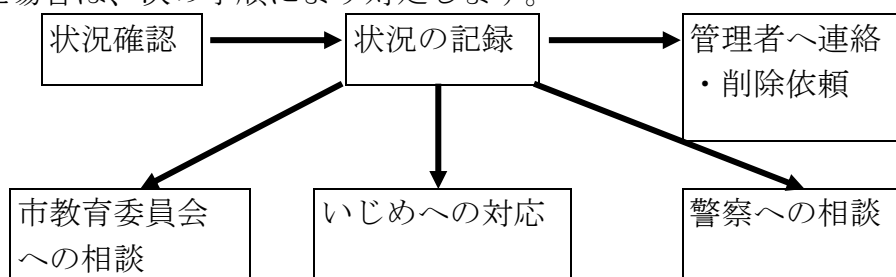 状況確認
状況の記録
管理者へ連絡
・削除依頼
市教育委員会
への相談
いじめへの対応
警察への相談